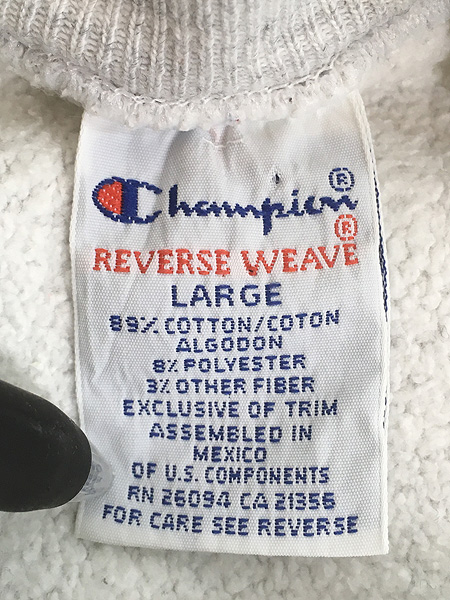 Champion®
REVERSE WEAVE®
LARGE
89% COTTON/COTON
ALGODON
8% POLYESTER
3% OTHER FIBER
EXCLUSIVE OF TRIM
ASSEMBLED IN
MEXICO
OF U.S. COMPONENTS
RN 26094 CA 21356
FOR CARE SEE REVERSE